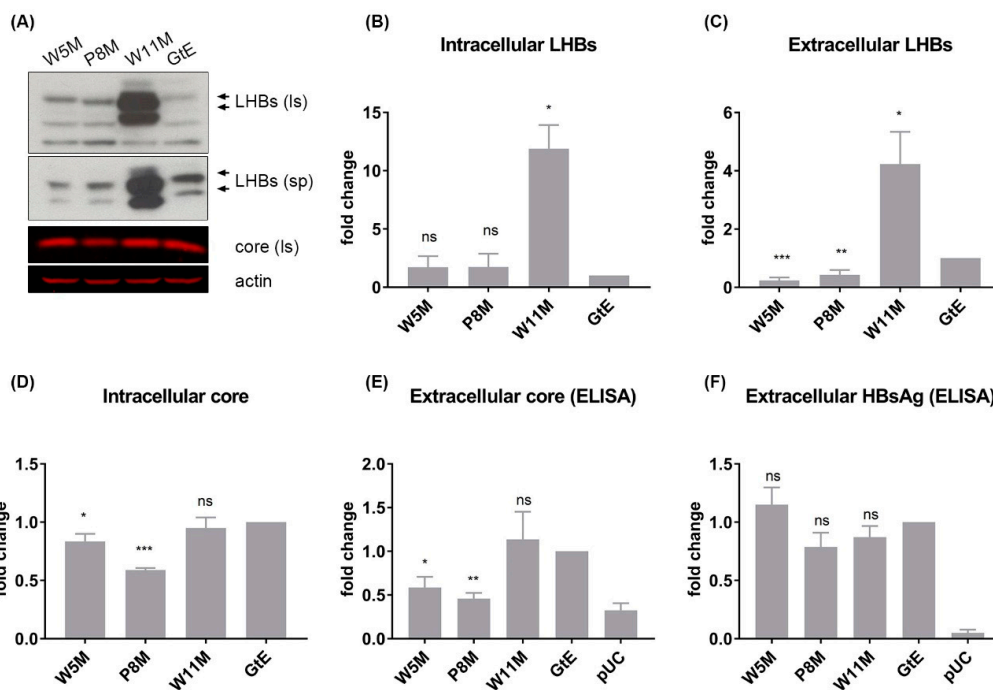 (A)
W5M
P8M
W11M
GtE
LHBs (ls)
LHBs (sp)
core (ls)
actin
(B)
Intracellular LHBs
fold change
15
10
5
0
ns
ns
*
W5M
P8M
W11M
GtE
(C)
Extracellular LHBs
fold change
6
4
2
0
***
**
*
W5M
P8M
W11M
GtE
(D)
Intracellular core
fold change
1.5
1.0
0.5
0.0
*
***
ns
W5M
P8M
W11M
GtE
(E)
Extracellular core (ELISA)
fold change
2.0
1.5
1.0
0.5
0.0
*
**
W5M
P8M
W11M
GtE
pUC
(F)
Extracellular HBsAg (ELISA)
fold change
1.5
1.0
0.5
0.0
ns
ns
ns
W5M
P8M
W11M
GtE
pUC